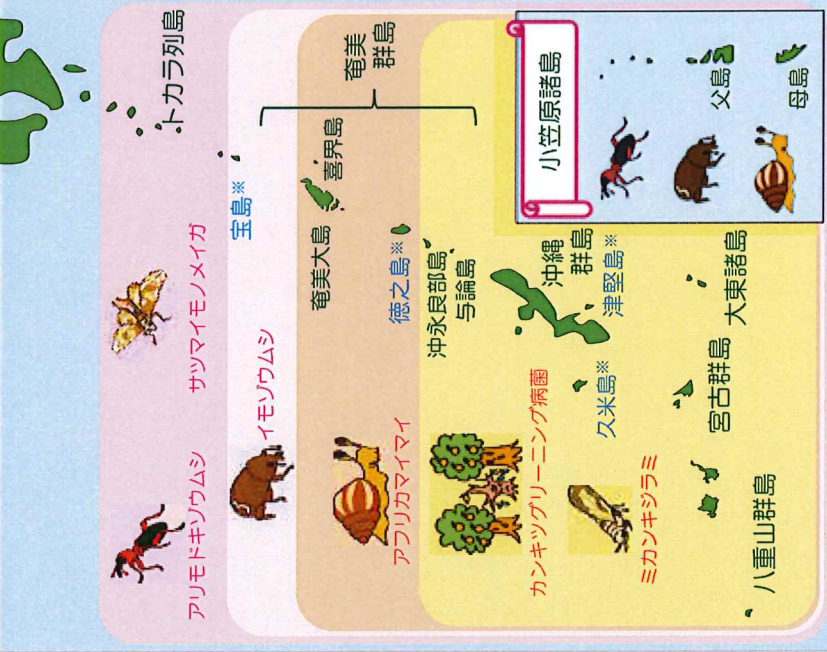 トカラ列島
アリモドキゾウムシ
サツマイモノメイガ
宝島※
イモゾウムシ
奄美
群島
喜界島
奄美大島
徳之島※
アフリカマイマイ
沖永良部島
与論島
カンキツグリーニング病菌
ミカンキジラミ
沖縄
群島
津堅島※
久米島※
大東諸島
宮古群島
八重山群島
小笠原諸島
父島
母島